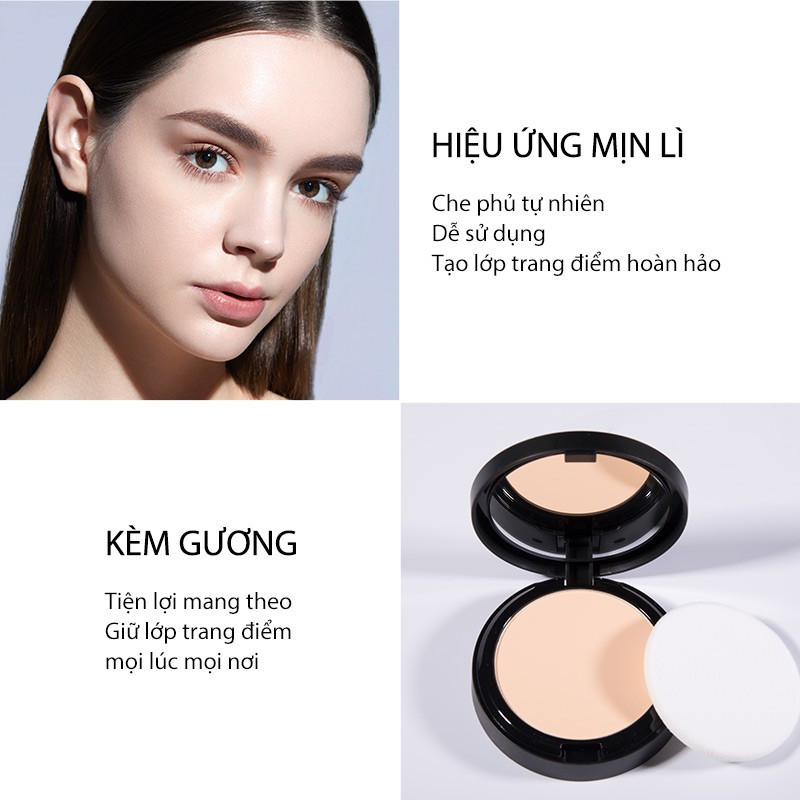 HIỆU ỨNG MỊN LÌ
Che phủ tự nhiên
Dễ sử dụng
Tạo lớp trang điểm hoàn hảo
KÈM GƯƠNG
Tiện lợi mang theo
Giữ lớp trang điểm
mọi lúc mọi nơi